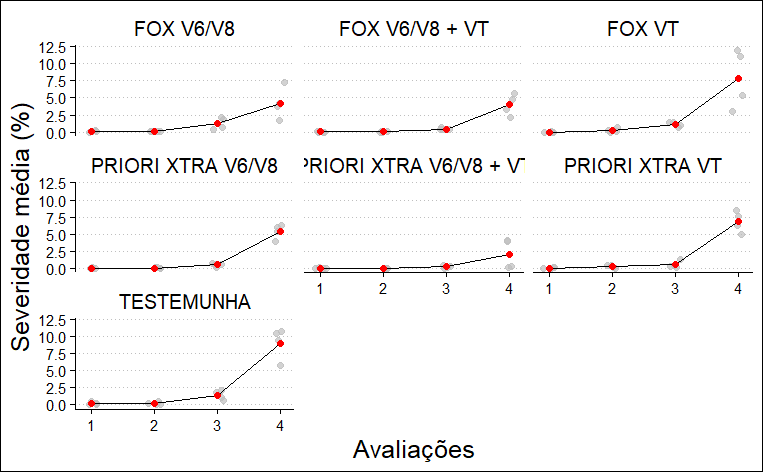 FOX V6/V8
FOX V6/V8 + VT
FOX VT
12.5
10.0
7.5
5.0
2.5
0.0
PRIORI XTRA V6/V8
PRIORI XTRA V6/V8 + VT
PRIORI XTRA VT
12.5
10.0
7.5
5.0
2.5
0.0
1 2 3 4
1 2 3 4
TESTEMUNHA
12.5
10.0
7.5
5.0
2.5
0.0
1 2 3 4
Severidade média (%)
Avaliações